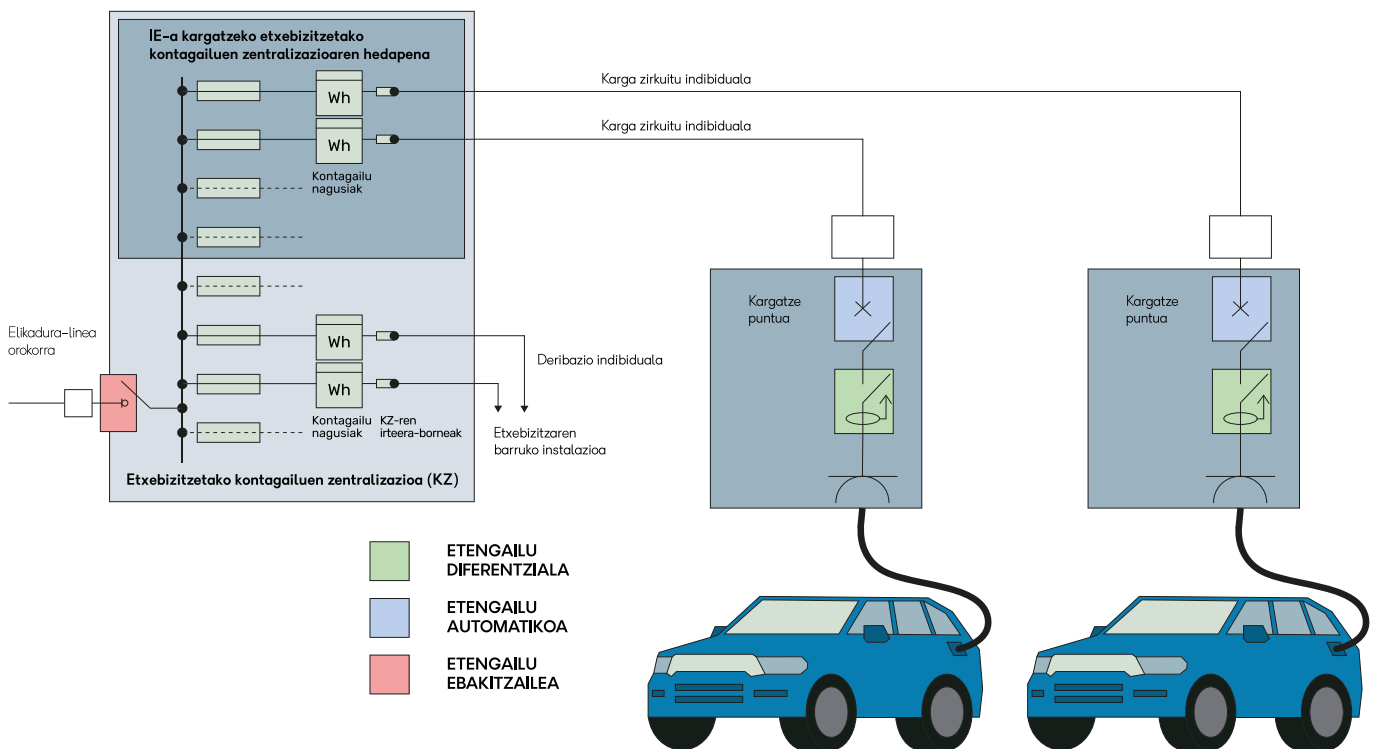 IE-a kargatzeko etxebizitzetako
kontagailuen zentralizazioaren hedapena
Wh
Karga zirkuitu indibiduala
Wh
Karga zirkuitu indibiduala
Kontagailu
nagusiak
Kargatze
puntua
Kargatze
puntua
Elikadura-linea
orokorra
Wh
Deribazio indibiduala
Wh
Kontagailu
nagusiak
KZ-ren
irteera-borneak
Etxebizitzaren
barruko instalazioa
Etxebizitzetako kontagailuen zentralizazioa (KZ)
ETENGAILU
DIFERENTZIALA
ETENGAILU
AUTOMATIKOA
ETENGAILU
EBAKITZAILEA